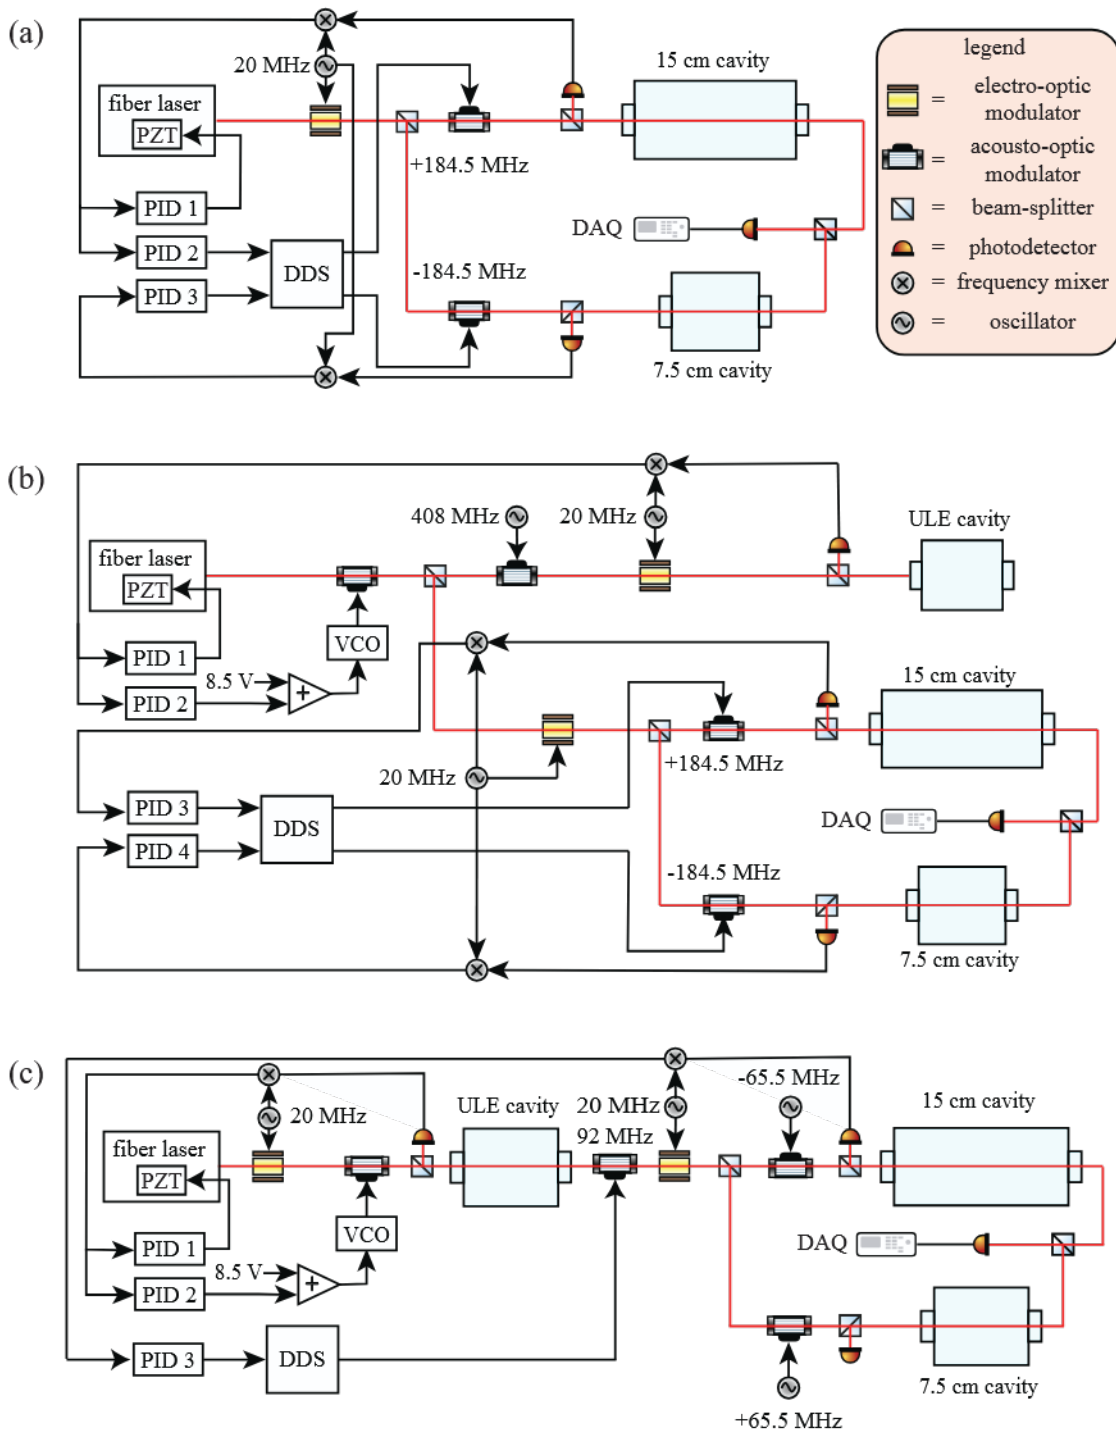 (a)
20 MHz
fiber laser
PZT
PID 1
PID 2
PID 3
DDS
+184.5 MHz
-184.5 MHz
15 cm cavity
DAQ
7.5 cm cavity
legend
= electro-optic
modulator
= acousto-optic
modulator
= beam-splitter
= photodetector
= frequency mixer
= oscillator
(b)
408 MHz
20 MHz
ULE cavity
fiber laser
PZT
VCO
PID 1
8.5 V
+
PID 2
15 cm cavity
20 MHz
+184.5 MHz
PID 3
DDS
PID 4
DAQ
-184.5 MHz
7.5 cm cavity
(c)
20 MHz
ULE cavity
20 MHz
92 MHz
-65.5 MHz
15 cm cavity
fiber laser
PZT
VCO
PID 1
8.5 V
+
PID 2
DAQ
PID 3
DDS
7.5 cm cavity
+65.5 MHz